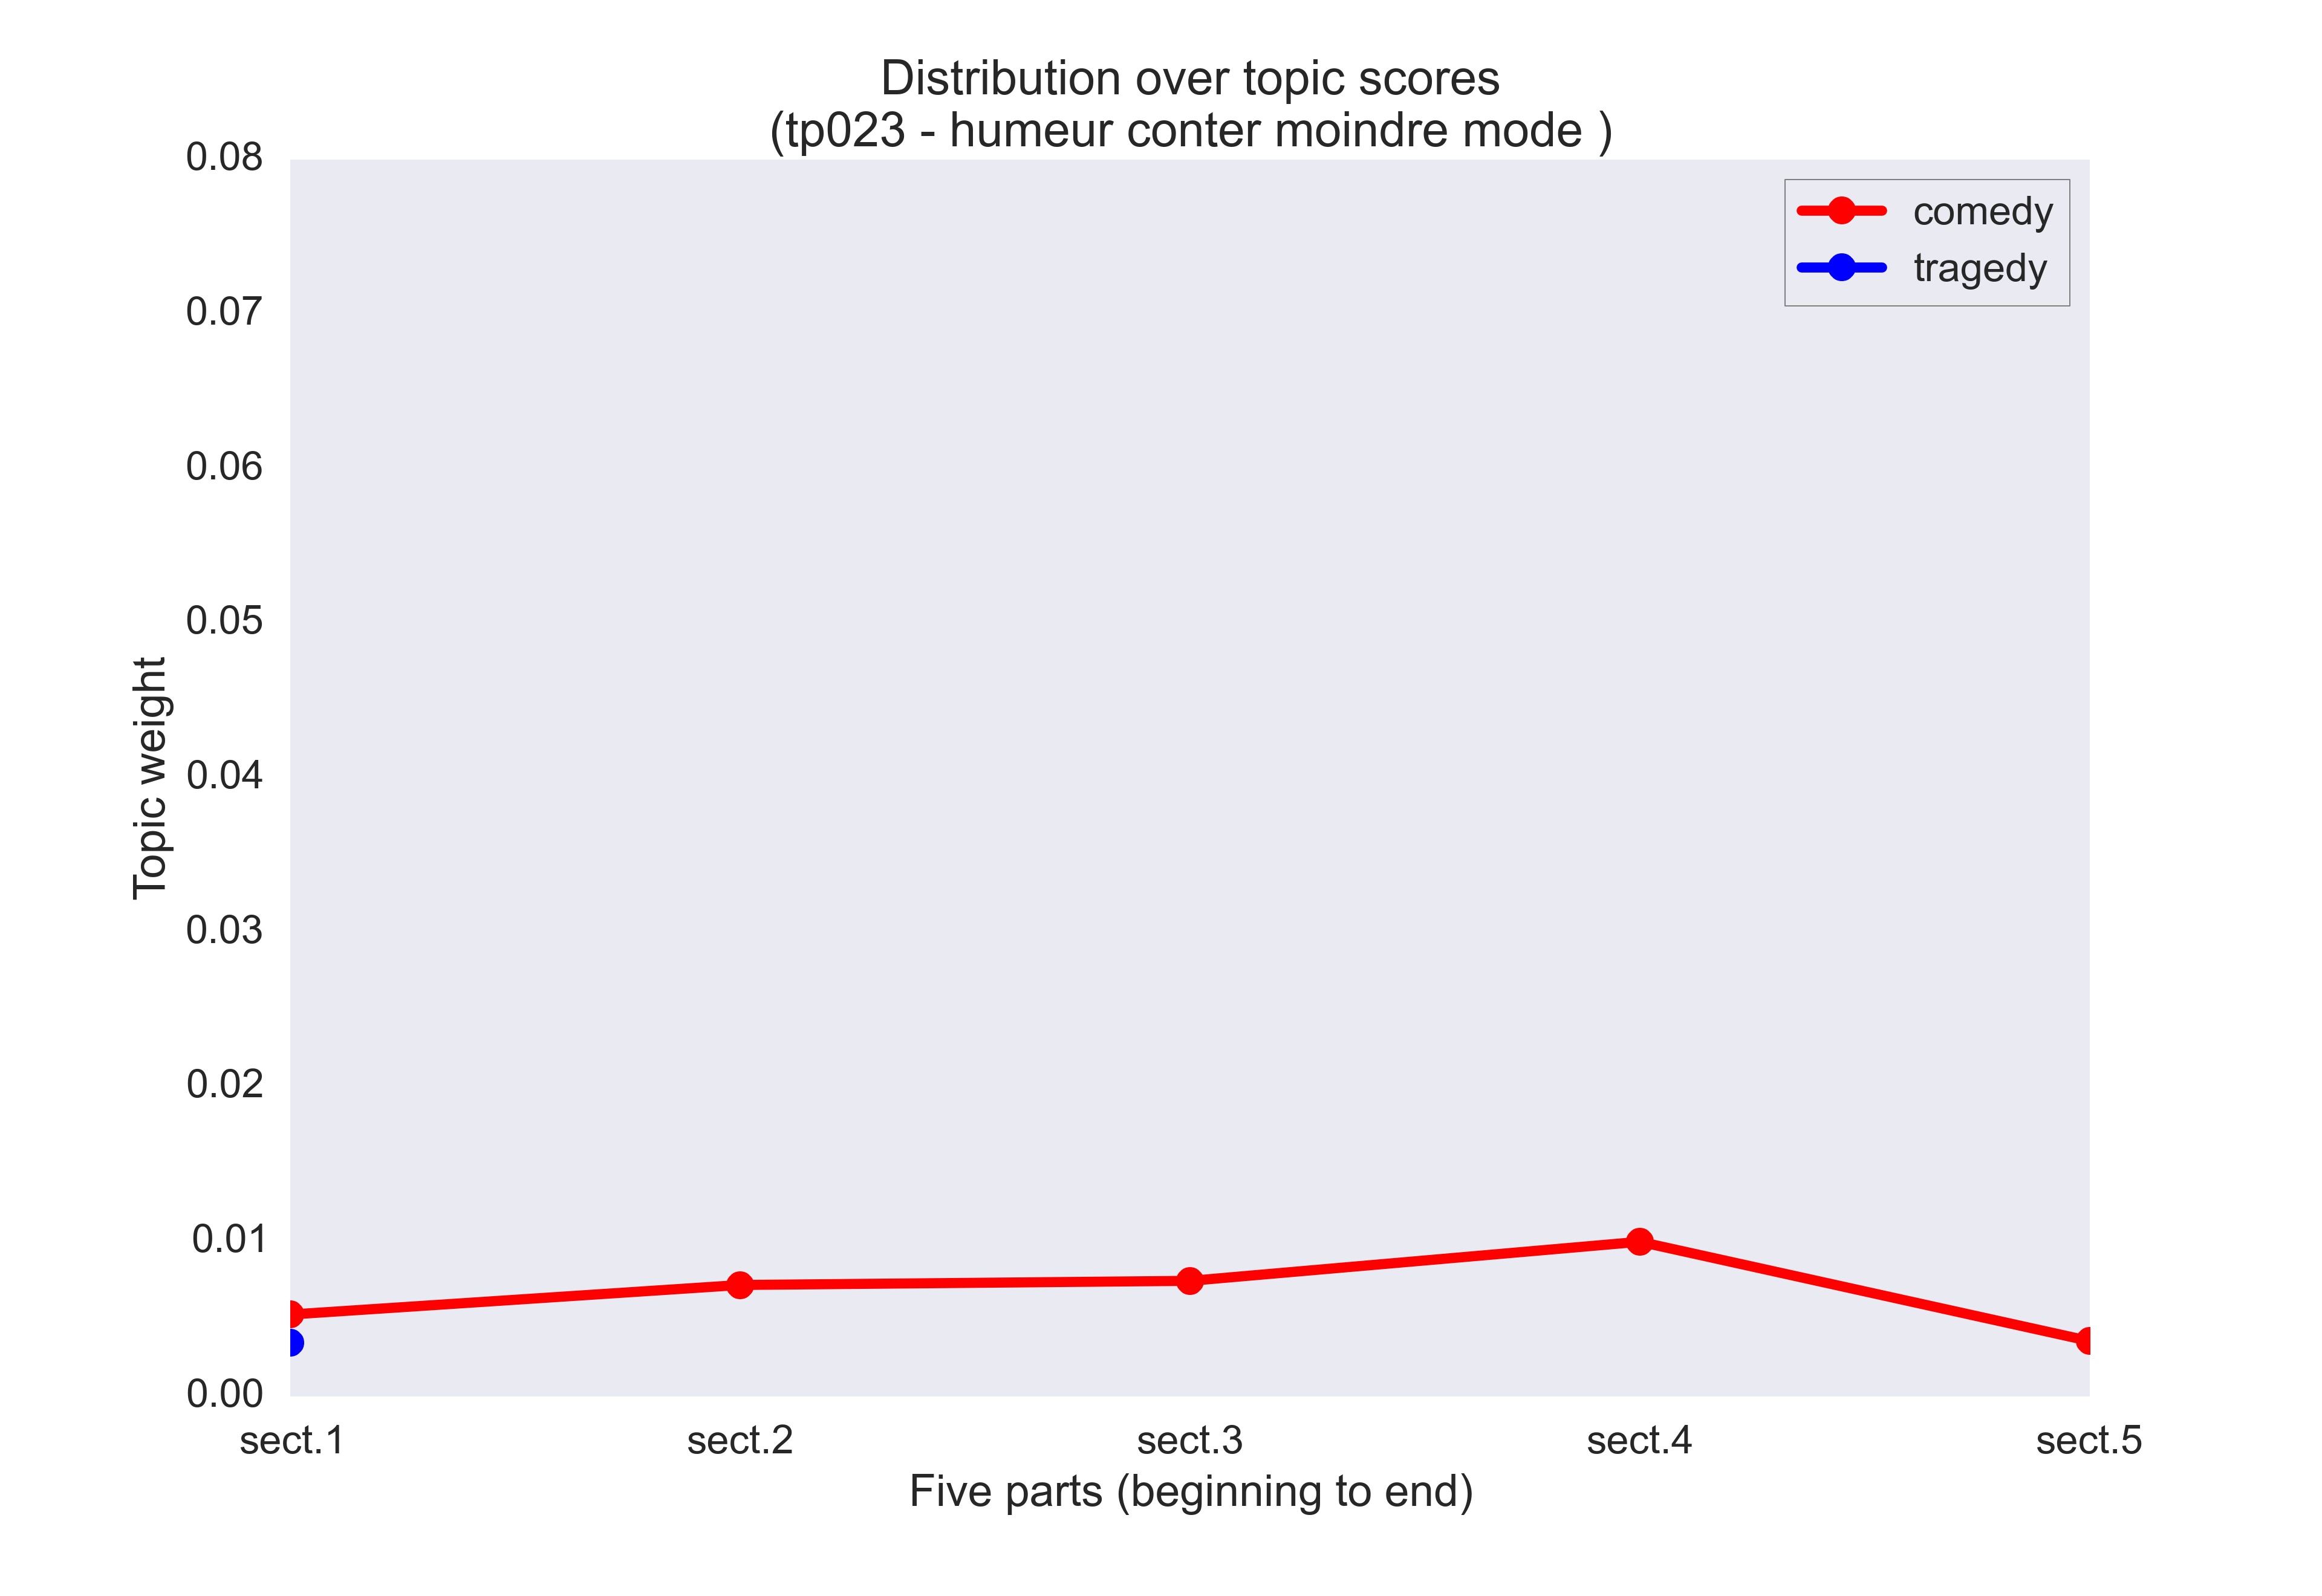 Distribution over topic scores
(tp023 - humeur conter moindre mode )
comedy
tragedy
0.08
0.07
0.06
0.05
0.04
0.03
0.02
0.01
0.00
Topic weight
sect.1
sect.2
sect.3
sect.4
sect.5
Five parts (beginning to end)